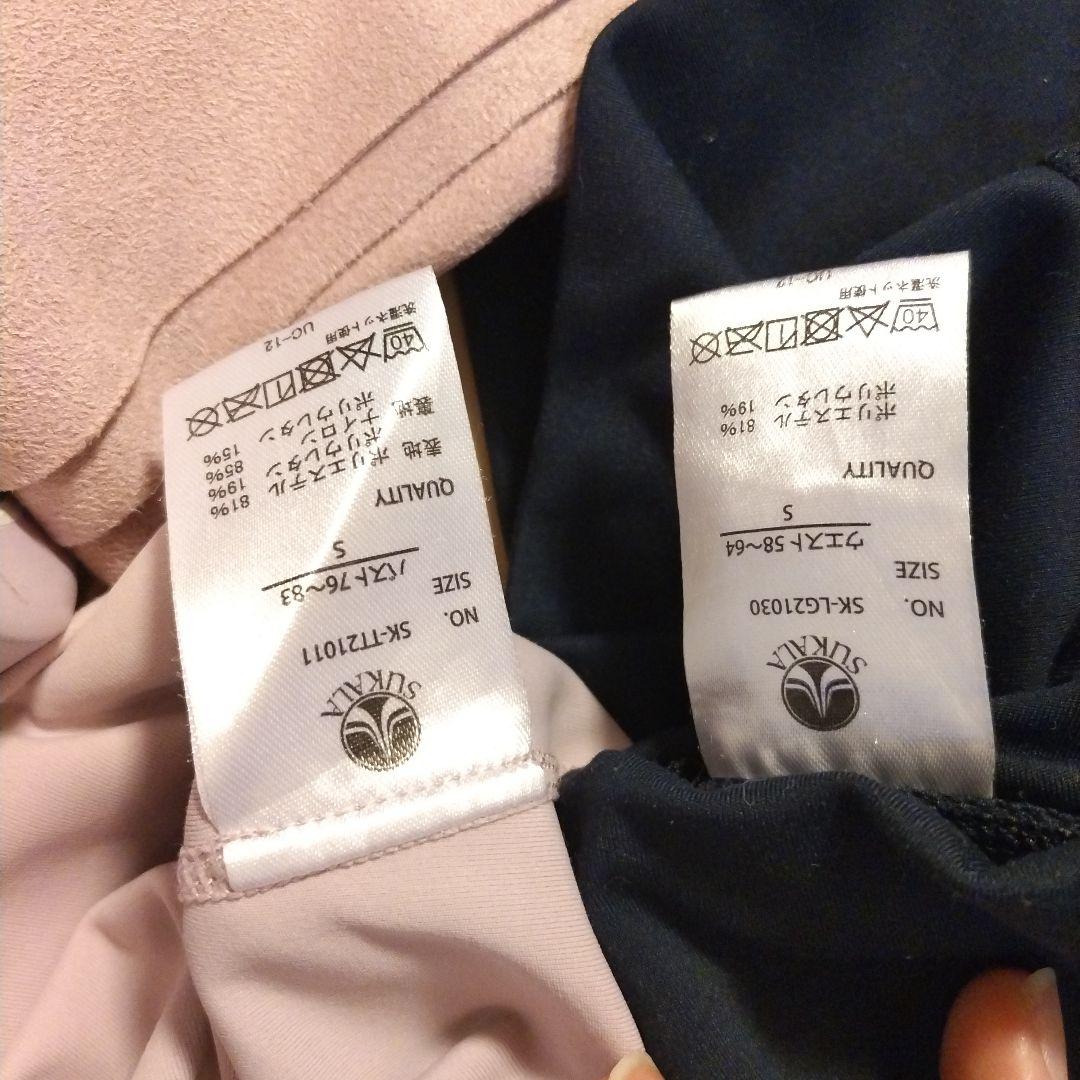 SUKALA
NO. SK-TT21011
SIZE バスト76~83
S
QUALITY
表地 ポリエステル 81%
ポリウレタン 19%
裏地 ナイロン 85%
ポリウレタン 15%
40
洗濯ネット使用
UC-12
SUKALA
NO. SK-LG21030
SIZE ウエスト58~64
S
QUALITY
ポリエステル 81%
ポリウレタン 19%
40
洗濯ネット使用
UC-12